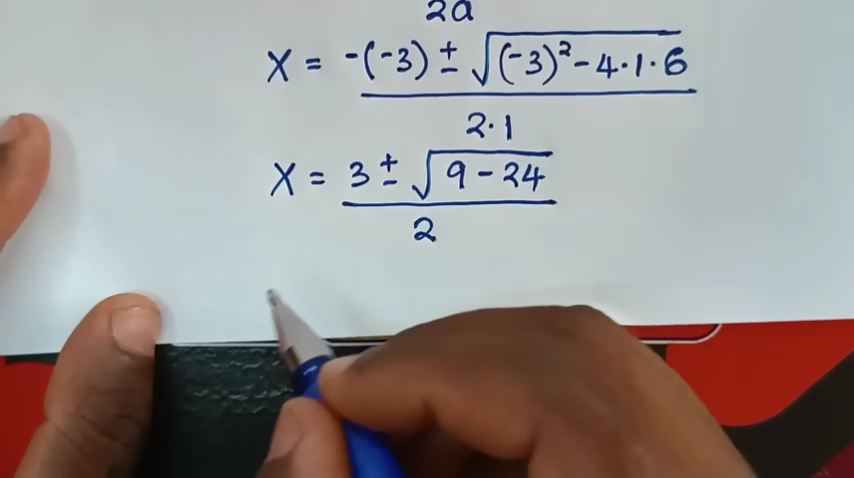 2a
X = -(-3) ± √(-3)² - 4·1·6
2·1
X = 3 ± √9 - 24
2